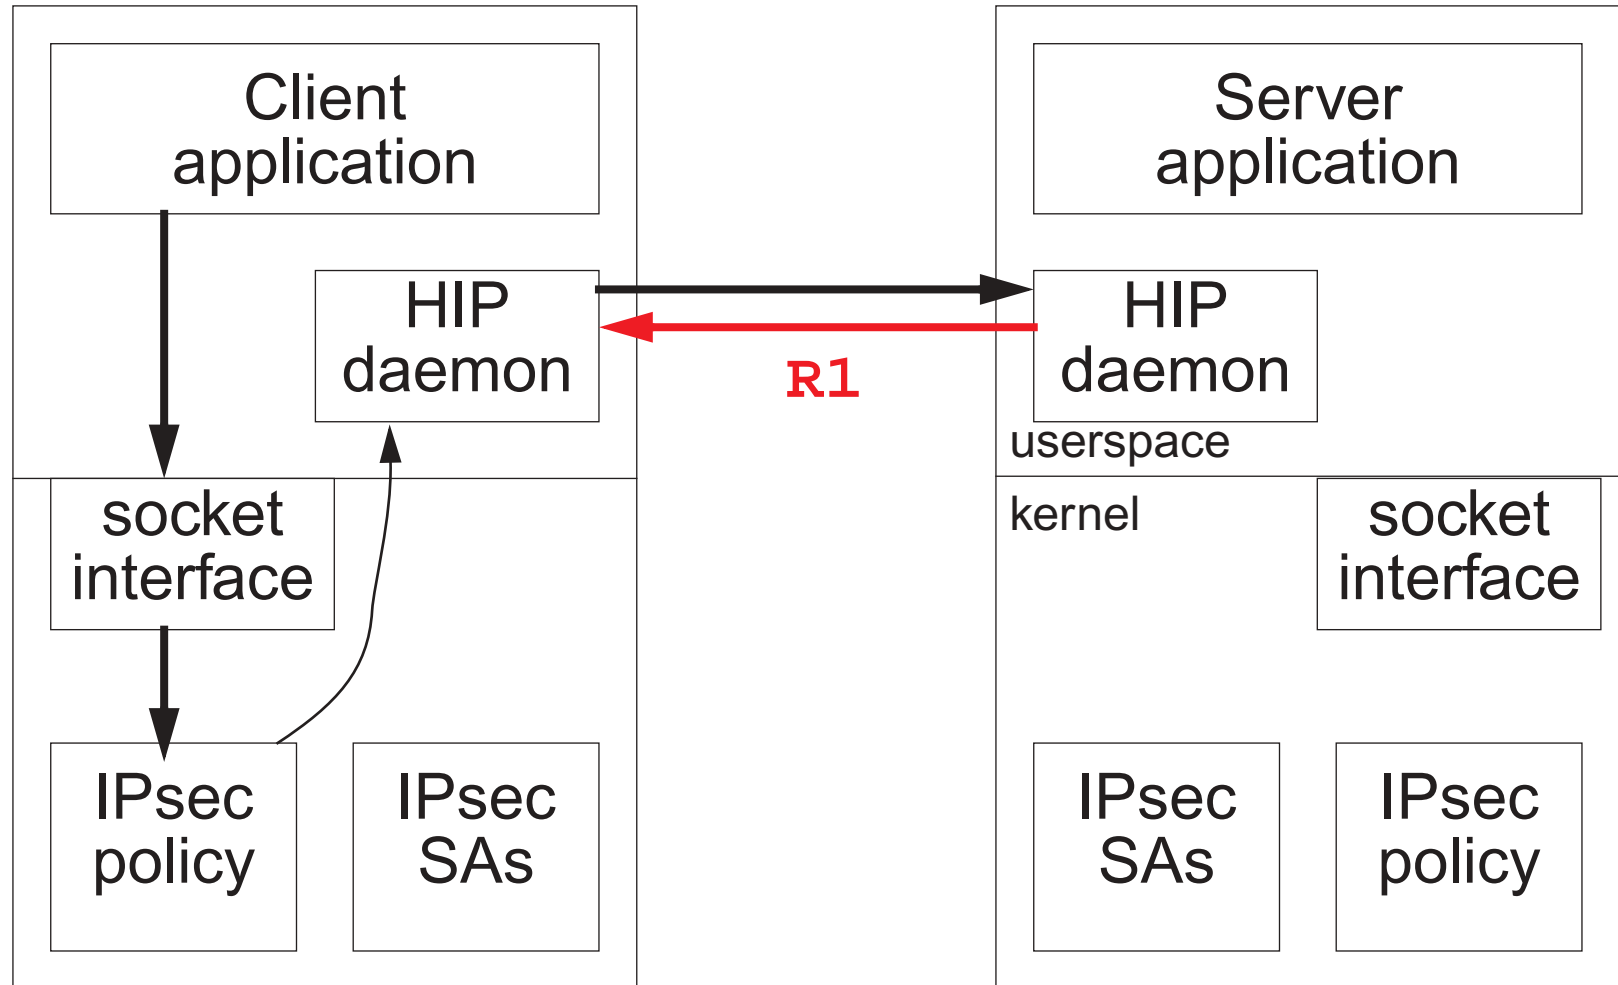 Client
application
Server
application
HIP
daemon
R1
HIP
daemon
userspace
kernel
socket
interface
socket
interface
IPsec
policy
IPsec
SAs
IPsec
SAs
IPsec
policy